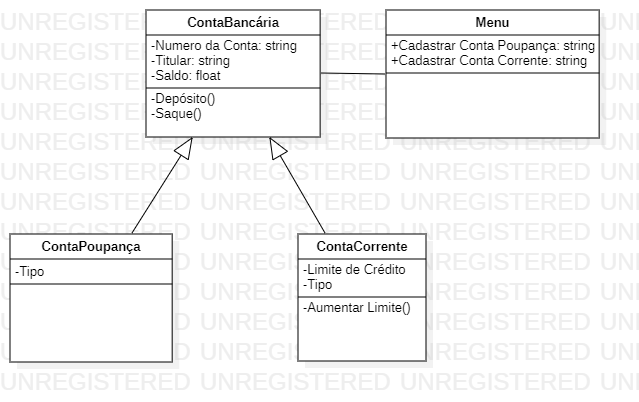 ContaBancária
-Numero da Conta: string
-Titular: string
-Saldo: float
-Depósito()
-Saque()
Menu
+Cadastrar Conta Poupança: string
+Cadastrar Conta Corrente: string
ContaPoupança
-Tipo
ContaCorrente
-Limite de Crédito
-Tipo
-Aumentar Limite()
UNREGISTERED UNREGISTERED UNREGISTERED